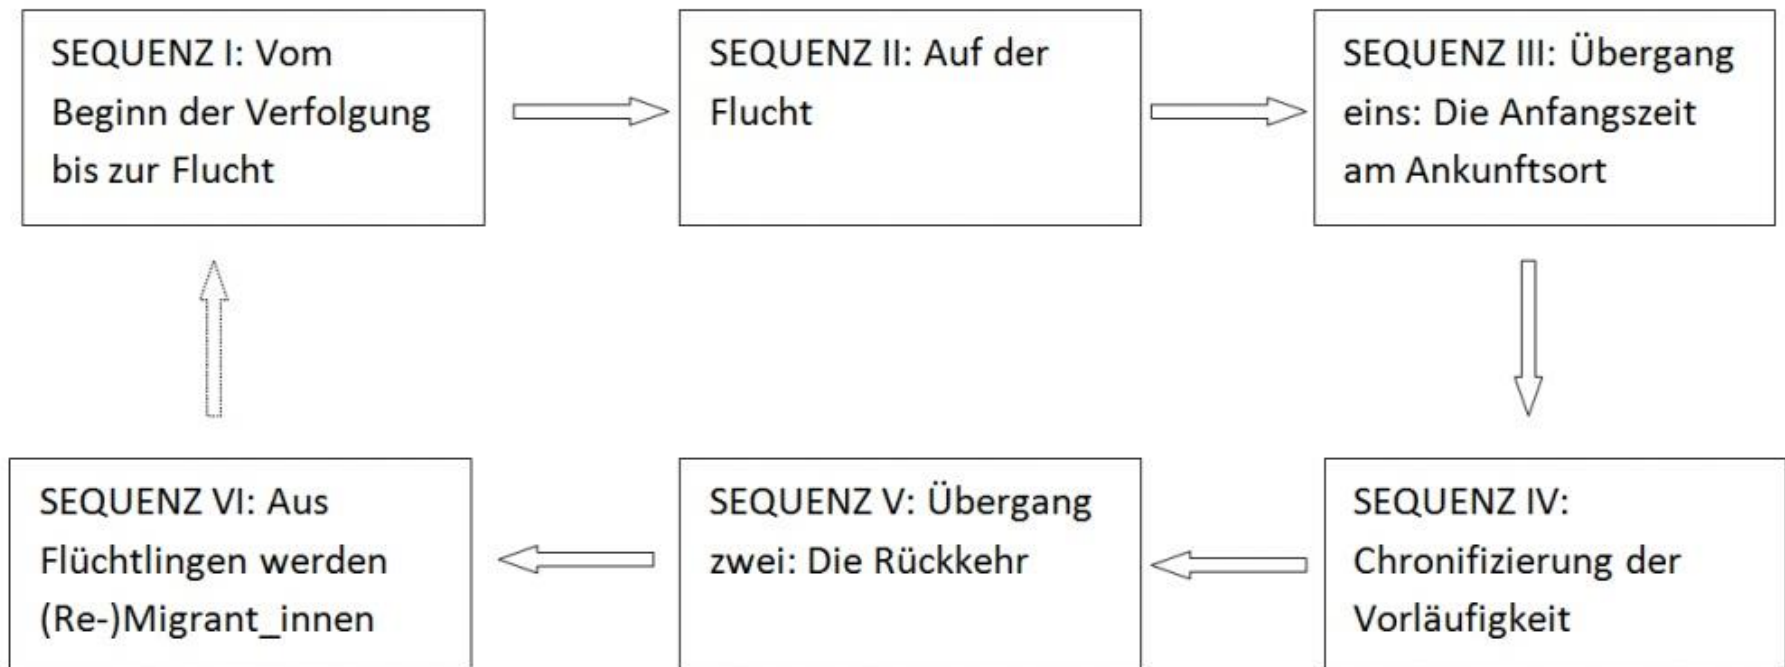 SEQUENZ I: Vom
Beginn der Verfolgung
bis zur Flucht
SEQUENZ II: Auf der
Flucht
SEQUENZ III: Übergang
eins: Die Anfangszeit
am Ankunftsort
SEQUENZ IV:
Chronifizierung der
Vorläufigkeit
SEQUENZ V: Übergang
zwei: Die Rückkehr
SEQUENZ VI: Aus
Flüchtlingen werden
(Re-)Migrant_innen